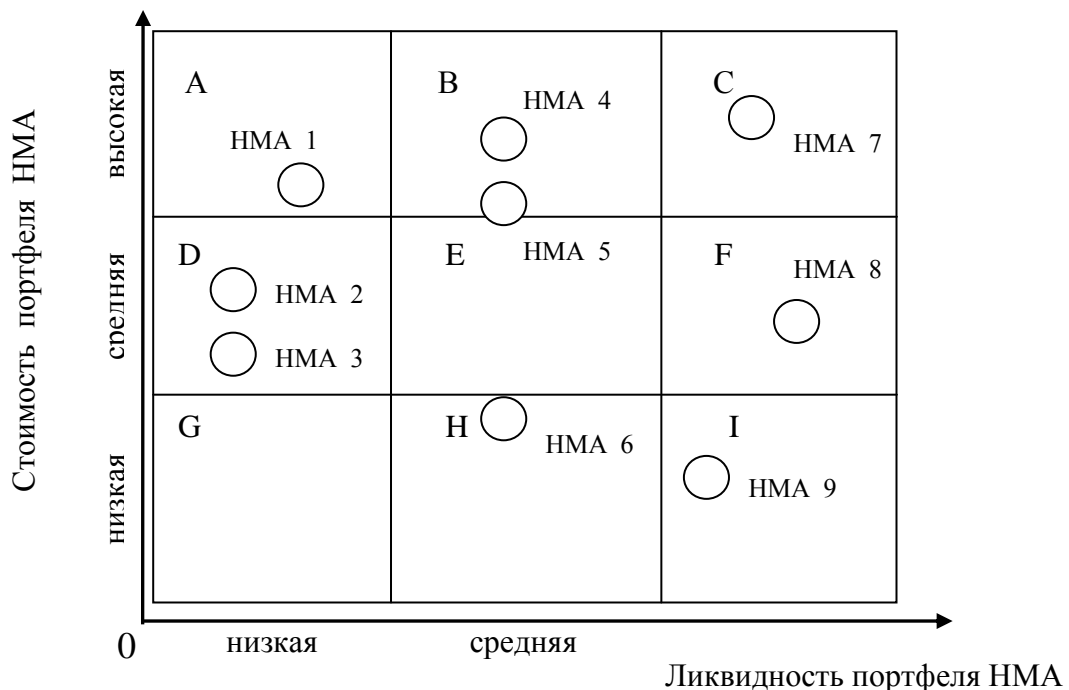 Стоимость портфеля НМА
высокая
средняя
низкая
A
B
C
НМА 1
НМА 4
НМА 7
D
E
F
НМА 5
НМА 8
НМА 2
НМА 3
G
H
I
НМА 6
НМА 9
0
низкая
средняя
Ликвидность портфеля НМА